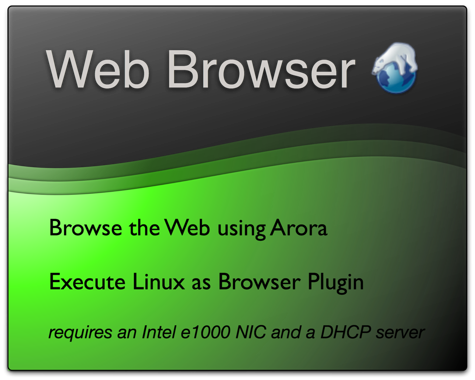 Web Browser
Browse the Web using Arora
Execute Linux as Browser Plugin
requires an Intel e1000 NIC and a DHCP server